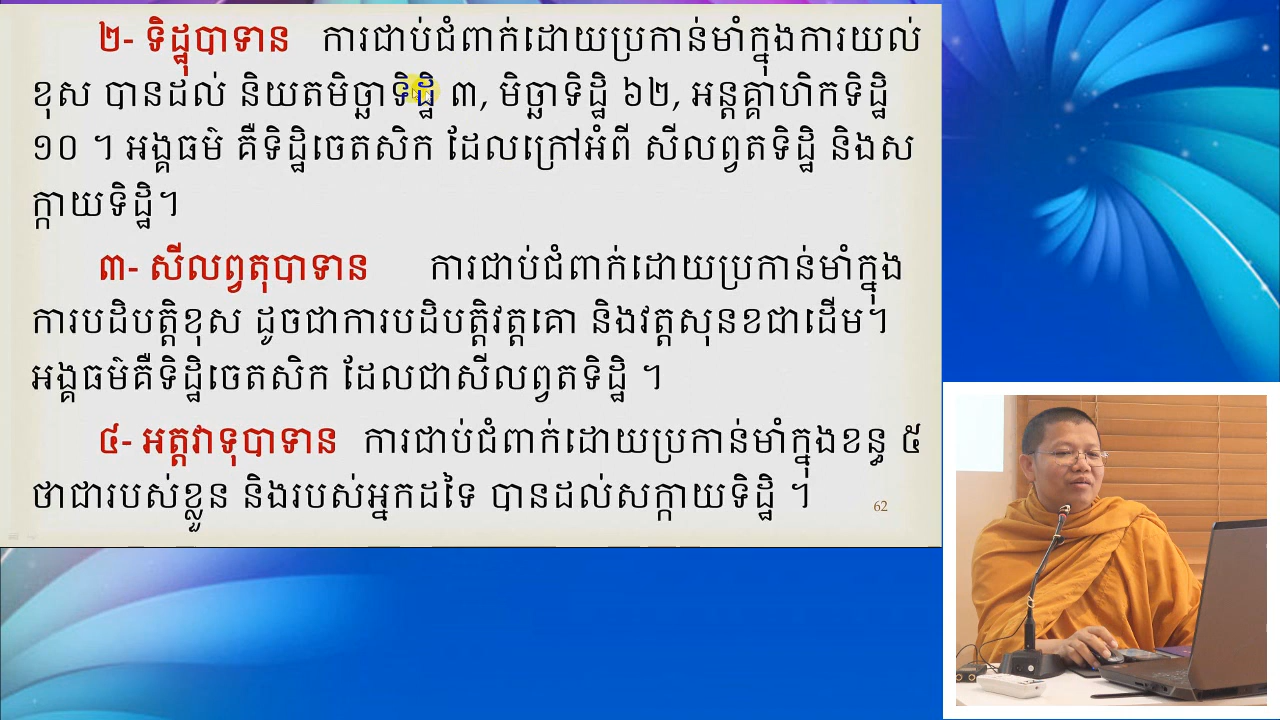 ២- ទិដ្ឋុបាទាន ការជាប់ជំពាក់ដោយប្រកាន់មាំក្នុងការយល់
ខុស បានដល់ និយតមិច្ឆាទិដ្ឋិ ៣, មិច្ឆាទិដ្ឋិ ៦២, អន្តគ្គាហិកទិដ្ឋិ
១០ ។ អង្គធម៌ គឺទិដ្ឋិចេតសិក ដែលក្រៅអំពី សីលព្វតទិដ្ឋិ និងស
ក្កាយទិដ្ឋិ។
៣- សីលព្វតុបាទាន ការជាប់ជំពាក់ដោយប្រកាន់មាំក្នុង
ការបដិបត្តិខុស ដូចជាការបដិបត្តិវត្តគោ និងវត្តសុនខជាដើម។
អង្គធម៌គឺទិដ្ឋិចេតសិក ដែលជាសីលព្វតទិដ្ឋិ ។
៤- អត្តវាទុបាទាន ការជាប់ជំពាក់ដោយប្រកាន់មាំក្នុងខន្ធ ៥
ថាជារបស់ខ្លួន និងរបស់អ្នកដទៃ បានដល់សក្កាយទិដ្ឋិ ។
62